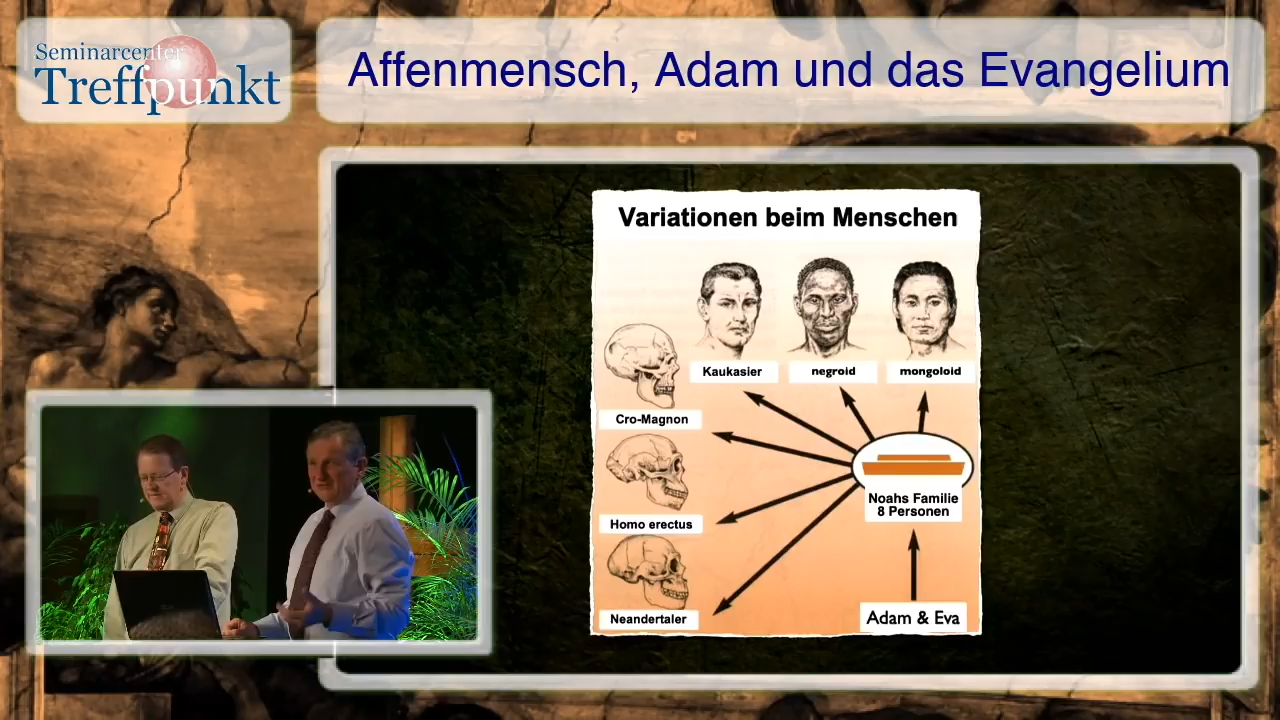 Seminarcenter
Treffpunkt
Affenmensch, Adam und das Evangelium
Variationen beim Menschen
Kaukasier
negroid
mongoloid
Cro-Magnon
Homo erectus
Neandertaler
Noahs Familie
8 Personen
Adam & Eva